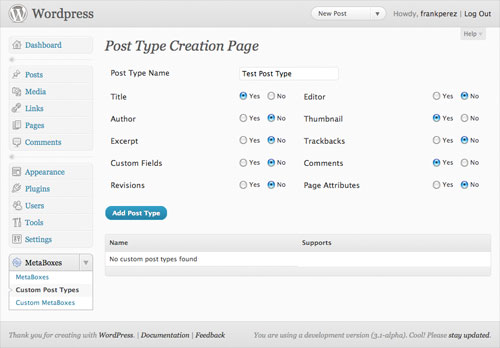 Wordpress
New Post
Howdy, frankperez | Log Out
Help
Dashboard
Posts
Media
Links
Pages
Comments
Appearance
Plugins
Users
Tools
Settings
MetaBoxes
MetaBoxes
Custom Post Types
Custom MetaBoxes
Post Type Creation Page
Post Type Name Test Post Type
Title Yes No Editor Yes No
Author Yes No Thumbnail Yes No
Excerpt Yes No Trackbacks Yes No
Custom Fields Yes No Comments Yes No
Revisions Yes No Page Attributes Yes No
Add Post Type
Name Supports
No custom post types found
Thank you for creating with WordPress. | Documentation | Feedback
You are using a development version (3.1-alpha). Cool! Please stay updated.